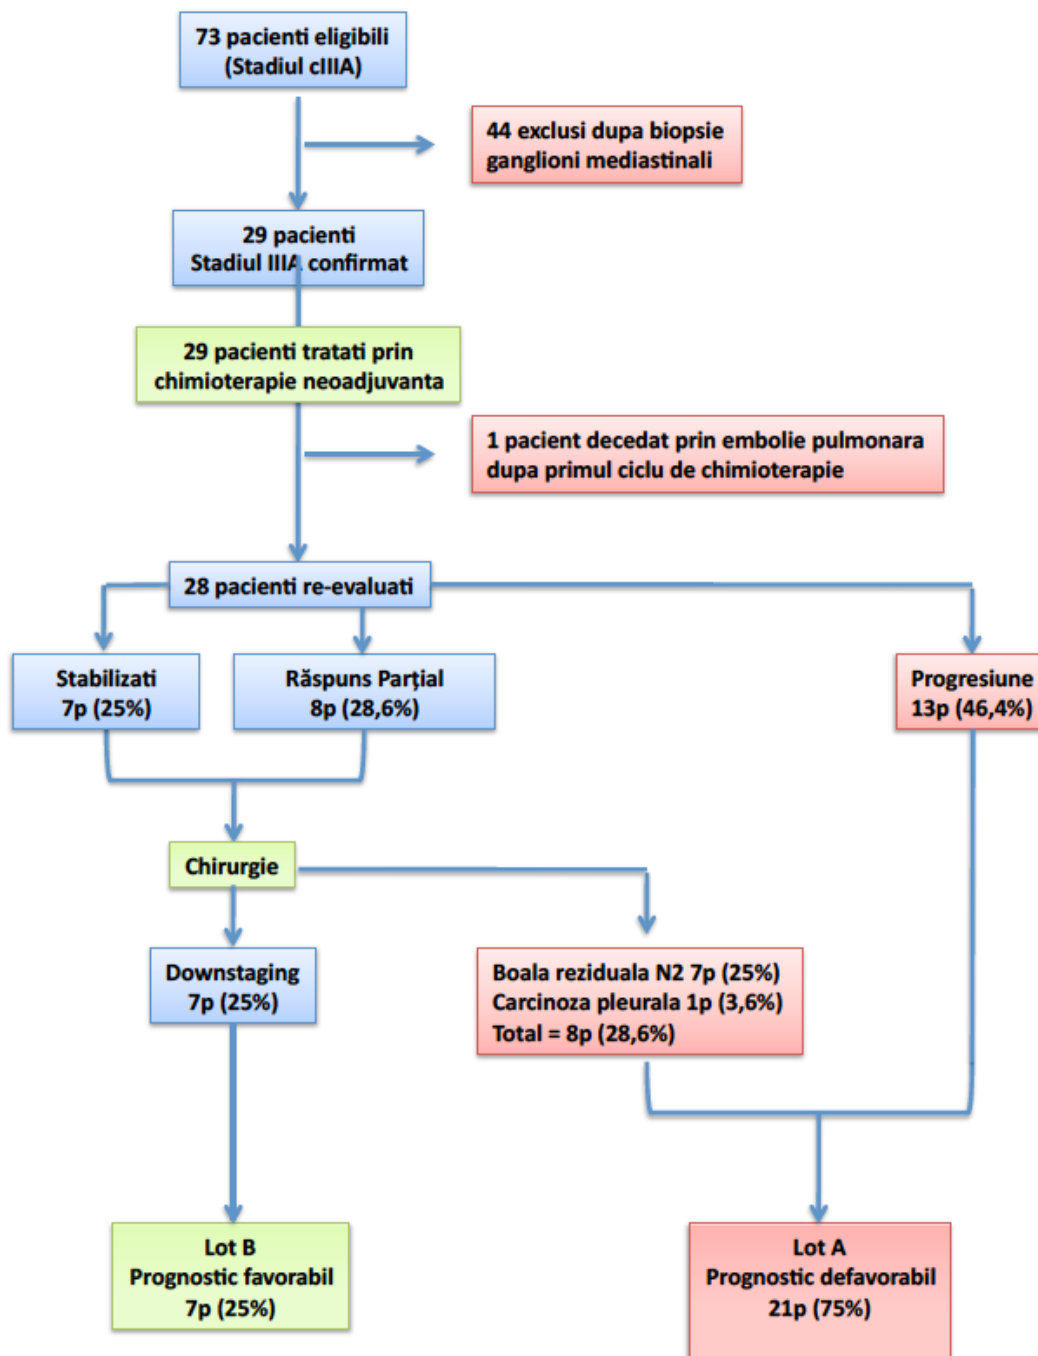 73 pacienti eligibili
(Stadiul cIIIA)
44 exclusi dupa biopsie
ganglioni mediastinali
29 pacienti
Stadiul IIIA confirmat
29 pacienti tratati prin
chimioterapie neoadjuvanta
1 pacient decedat prin embolie pulmonara
dupa primul ciclu de chimioterapie
28 pacienti re-evaluati
Stabilizati
7p (25%)
Răspuns Parțial
8p (28,6%)
Progresiune
13p (46,4%)
Chirurgie
Downstaging
7p (25%)
Boala reziduala N2 7p (25%)
Carcinoza pleurala 1p (3,6%)
Total = 8p (28,6%)
Lot B
Prognostic favorabil
7p (25%)
Lot A
Prognostic defavorabil
21p (75%)